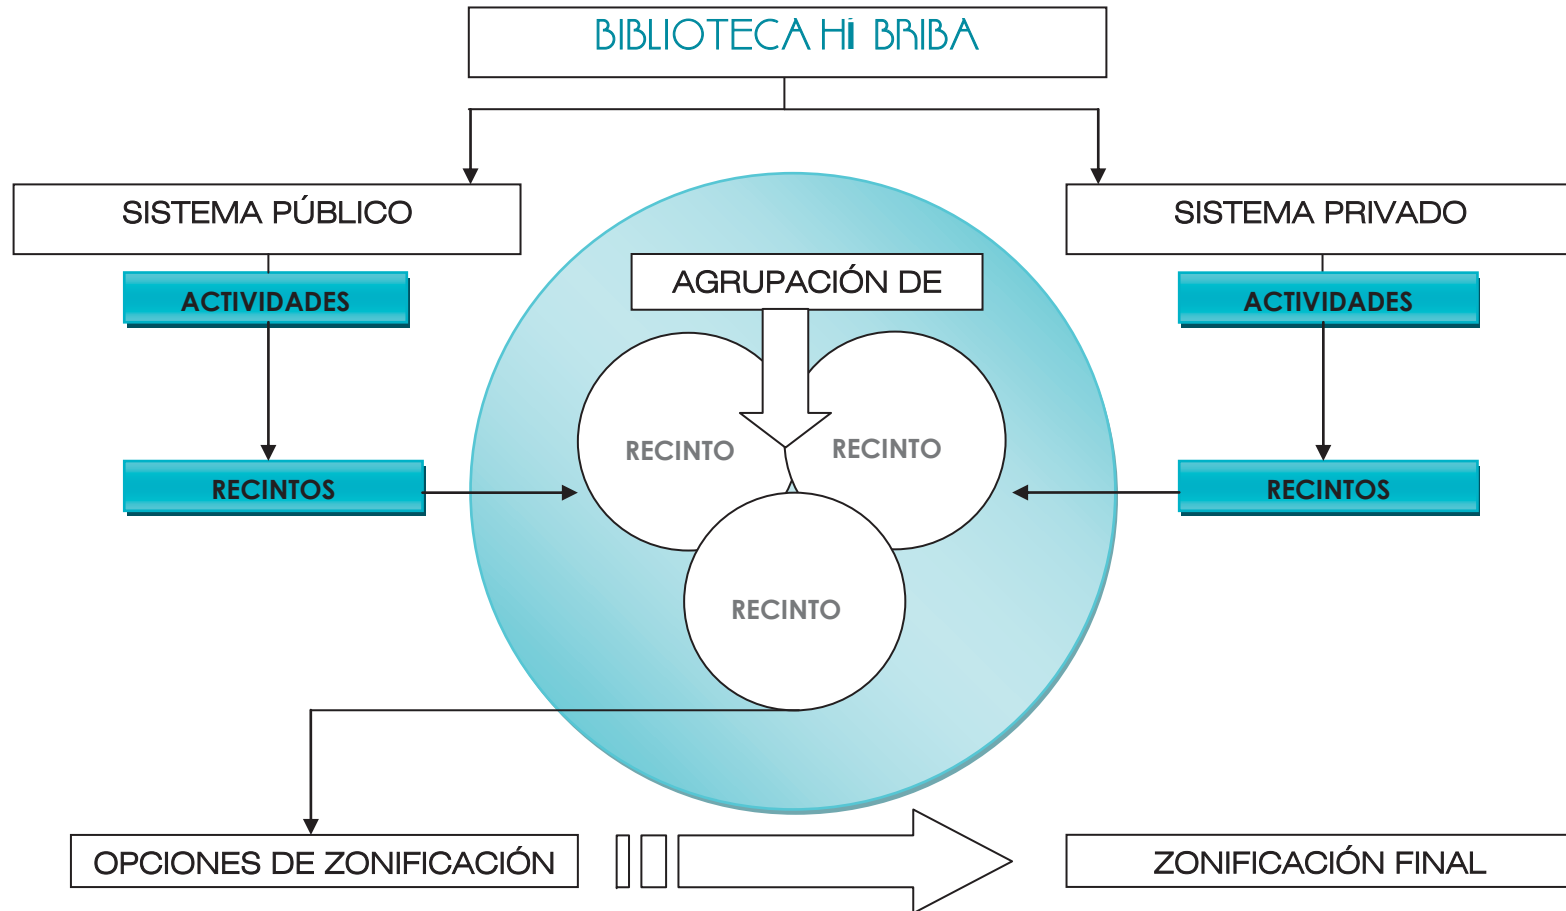 BIBLIOTECA Hí BRIBA
SISTEMA PÚBLICO
SISTEMA PRIVADO
AGRUPACIÓN DE
ACTIVIDADES
ACTIVIDADES
RECINTO
RECINTO
RECINTOS
RECINTOS
RECINTO
OPCIONES DE ZONIFICACIÓN
ZONIFICACIÓN FINAL